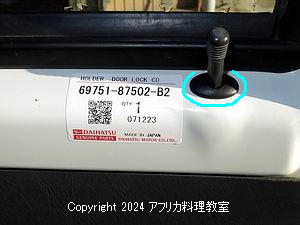 HOLDER DOOR LOCK CO
69751-87502-B2
QTY
1
071223
DAIHATSU
GENUINE PARTS
MADE IN JAPAN
DAIHATSU MOTOR CO.,LTD.
Copyright 2024 アフリカ料理教室